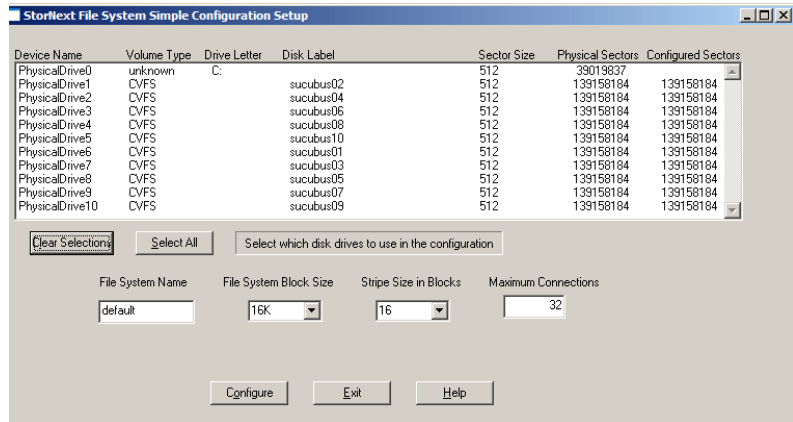 StorNext File System Simple Configuration Setup
Device Name Volume Type Drive Letter Disk Label Sector Size Physical Sectors Configured Sectors
PhysicalDrive0 unknown C: 512 39019837
PhysicalDrive1 CVFS sucubus02 512 139158184 139158184
PhysicalDrive2 CVFS sucubus04 512 139158184 139158184
PhysicalDrive3 CVFS sucubus06 512 139158184 139158184
PhysicalDrive4 CVFS sucubus08 512 139158184 139158184
PhysicalDrive5 CVFS sucubus10 512 139158184 139158184
PhysicalDrive6 CVFS sucubus01 512 139158184 139158184
PhysicalDrive7 CVFS sucubus03 512 139158184 139158184
PhysicalDrive8 CVFS sucubus05 512 139158184 139158184
PhysicalDrive9 CVFS sucubus07 512 139158184 139158184
PhysicalDrive10 CVFS sucubus09 512 139158184 139158184
Clear Selections Select All Select which disk drives to use in the configuration
File System Name File System Block Size Stripe Size in Blocks Maximum Connections
default 16K 16 32
Configure Exit Help